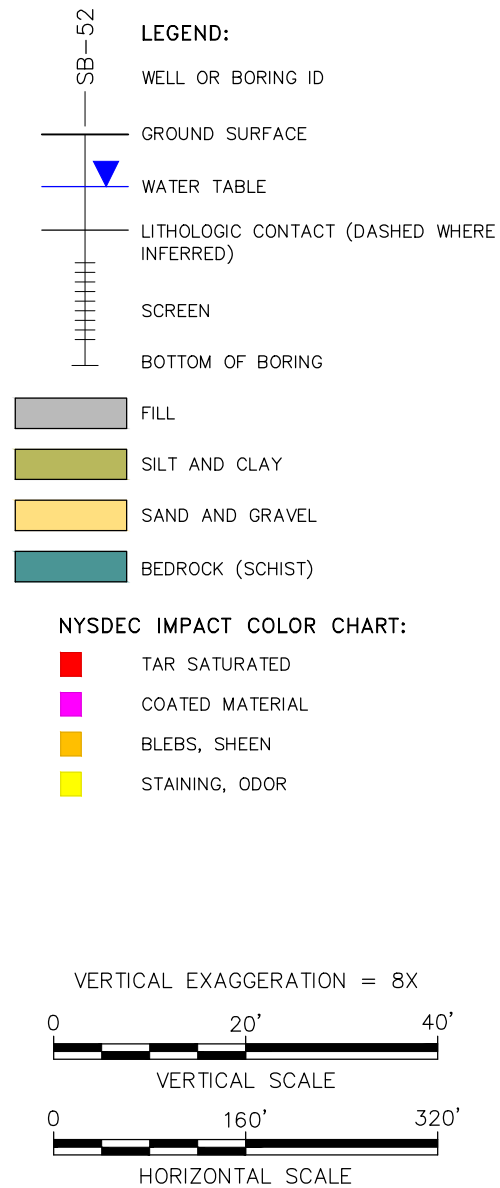 SB-52
LEGEND:
WELL OR BORING ID
GROUND SURFACE
WATER TABLE
LITHOLOGIC CONTACT (DASHED WHERE
INFERRED)
SCREEN
BOTTOM OF BORING
FILL
SILT AND CLAY
SAND AND GRAVEL
BEDROCK (SCHIST)
NYSDEC IMPACT COLOR CHART:
TAR SATURATED
COATED MATERIAL
BLEBS, SHEEN
STAINING, ODOR
VERTICAL EXAGGERATION = 8X
0 20' 40'
VERTICAL SCALE
0 160' 320'
HORIZONTAL SCALE